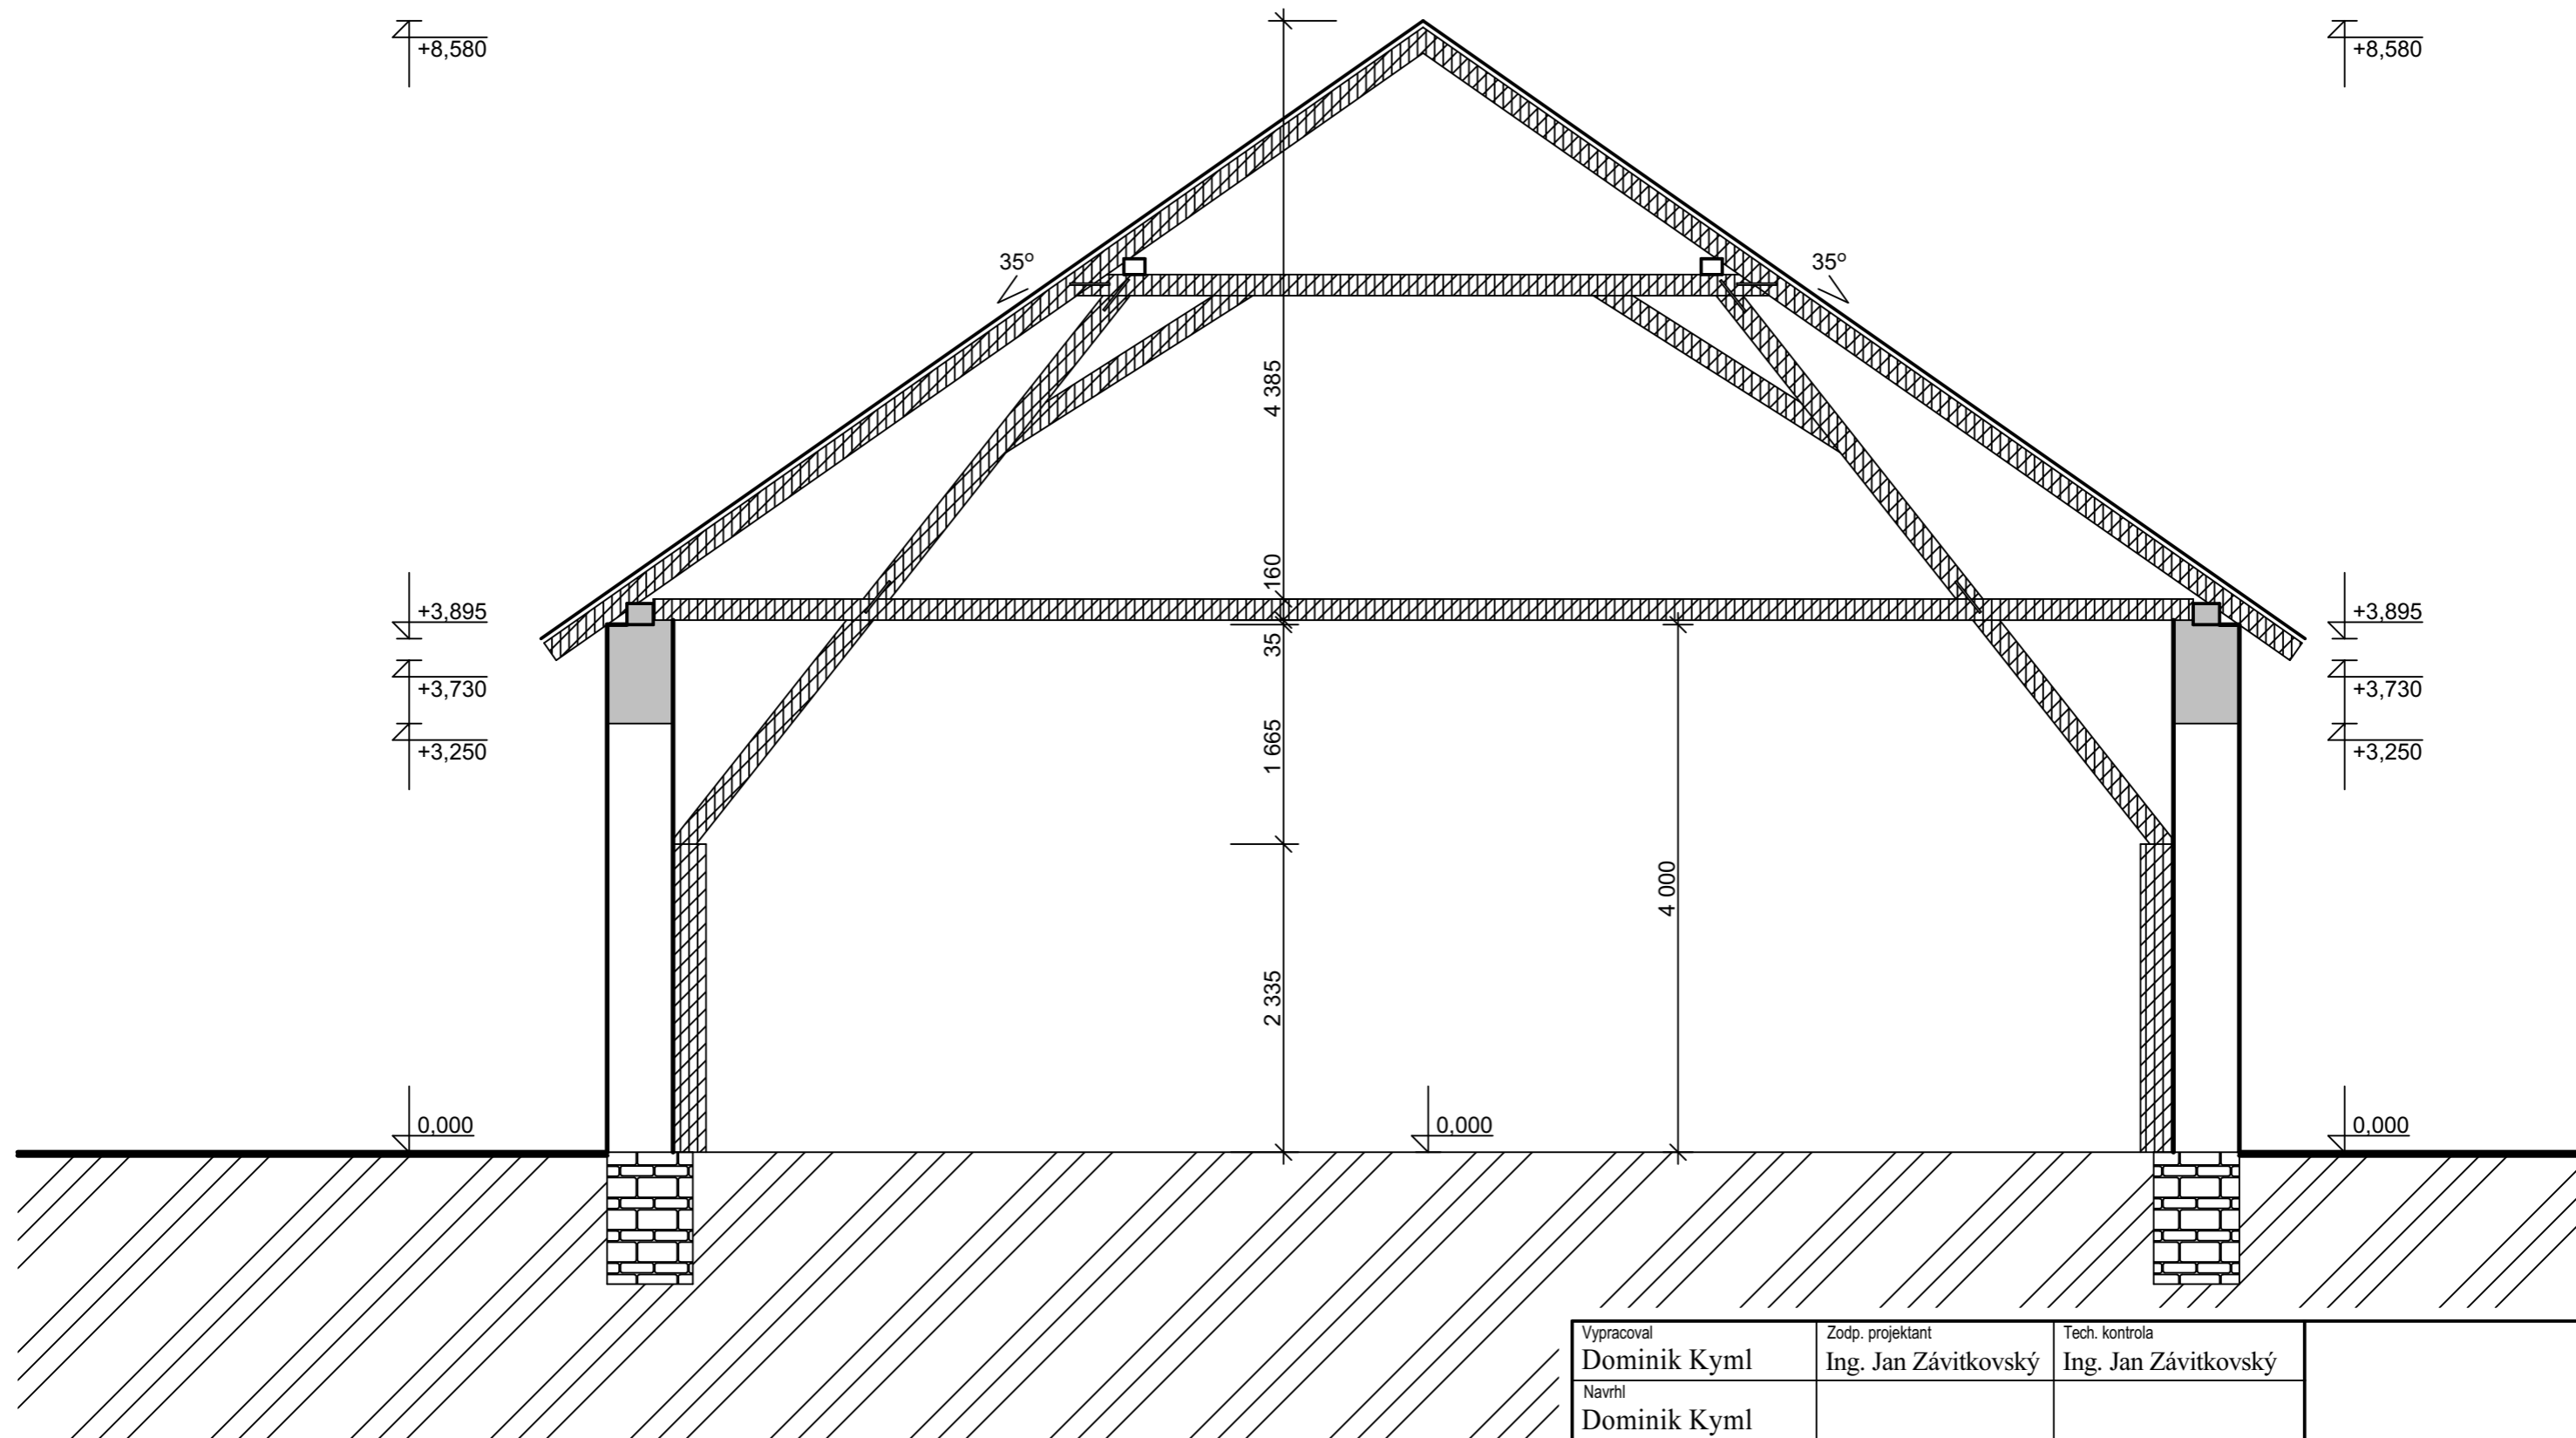 +8,580
+8,580
35º
35º
4 385
160
35
1 665
2 335
4 000
+3,895
+3,730
+3,250
+3,895
+3,730
+3,250
0,000
0,000
0,000
Vypracoval
Dominik Kyml
Zodp. projektant
Ing. Jan Závitkovský
Tech. kontrola
Ing. Jan Závitkovský
Navrhl
Dominik Kyml